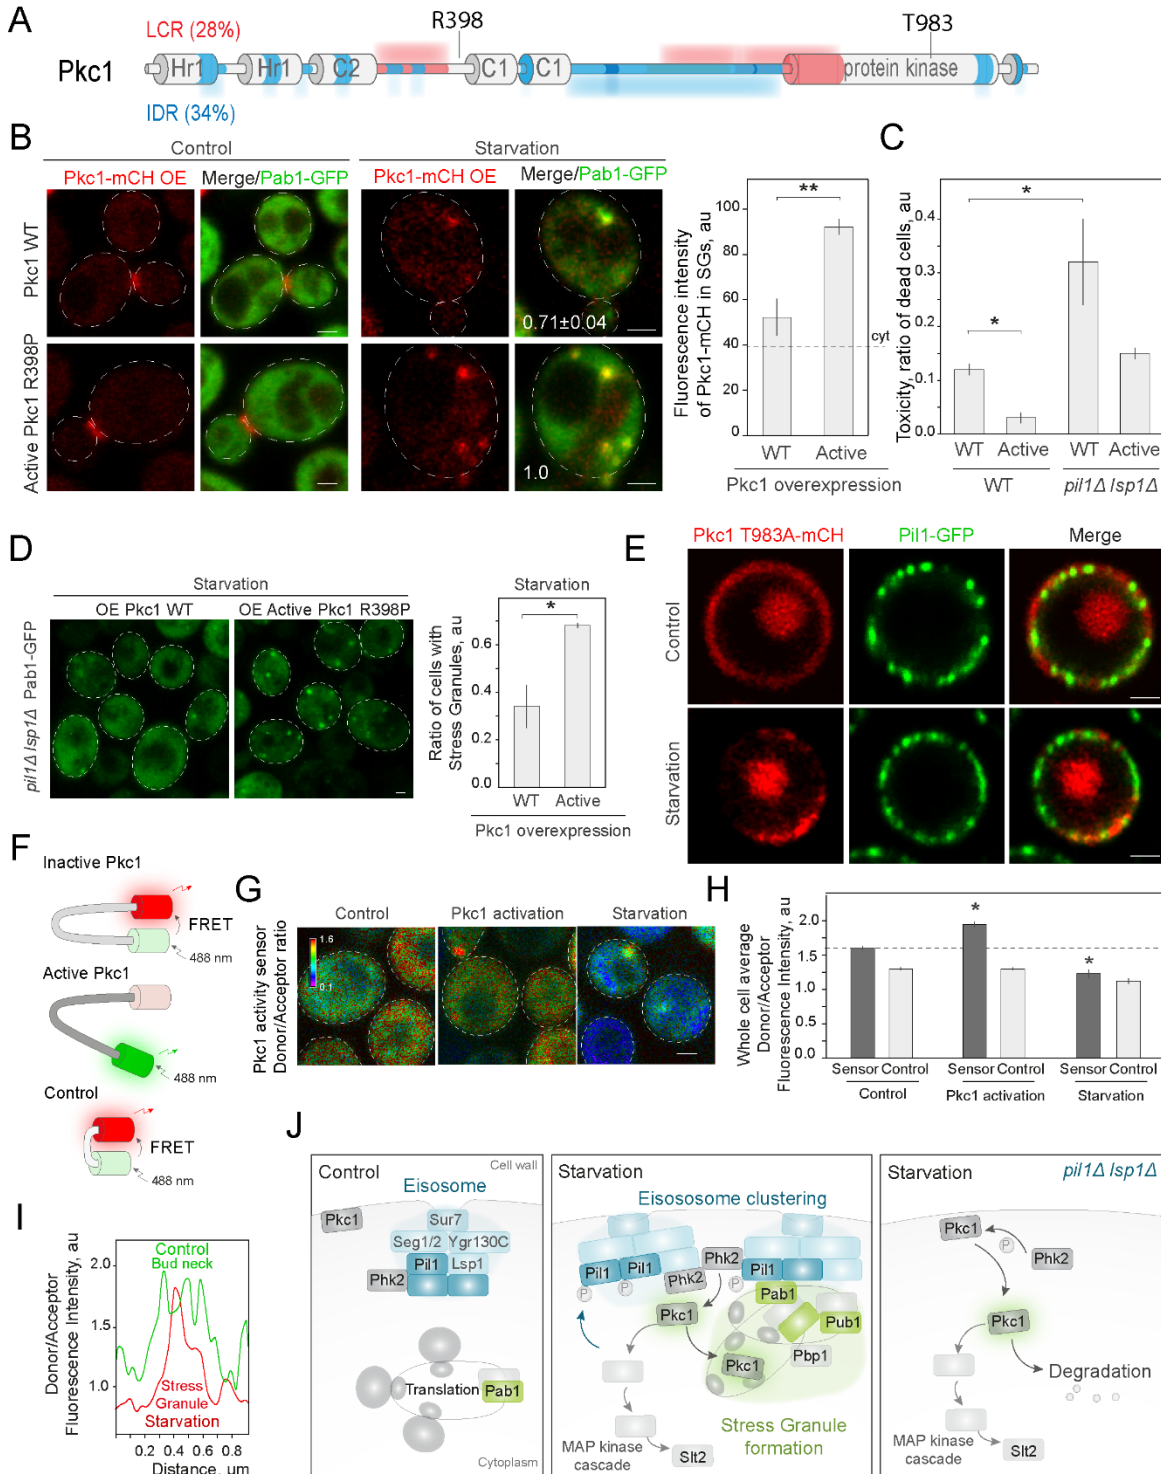 A
LCR (28%)
R398
T983
Pkc1
Hr1
Hr1
C2
C1
C1
protein kinase
IDR (34%)
B
Control
Starvation
Pkc1-mCH OE
Merge/Pab1-GFP
Pkc1-mCH OE
Merge/Pab1-GFP
Pkc1 WT
0.71±0.04
Active Pkc1 R398P
1.0
Fluorescence intensity
of Pkc1-mCH in SGs, au
100
80
60
40
20
0
**
cyt
WT
Active
Pkc1 overexpression
C
Toxicity, ratio of dead cells, au
0.4
0.3
0.2
0.1
0.0
*
*
WT
Active
WT
Active
WT
pil1Δ lsp1Δ
D
Starvation
OE Pkc1 WT
OE Active Pkc1 R398P
pil1Δ lsp1Δ Pab1-GFP
Starvation
Ratio of cells with
Stress Granules, au
0.6
0.4
0.2
0.0
*
WT
Active
Pkc1 overexpression
E
Pkc1 T983A-mCH
Pil1-GFP
Merge
Control
Starvation
F
Inactive Pkc1
FRET
488 nm
Active Pkc1
488 nm
Control
FRET
488 nm
G
Control
Pkc1 activation
Starvation
Pkc1 activity sensor
Donor/Acceptor ratio
1.6
0.1
H
Whole cell average
Donor/Acceptor
Fluorescence Intensity, au
2.0
1.5
1.0
0.5
0.0
*
*
Sensor Control
Sensor Control
Sensor Control
Control
Pkc1 activation
Starvation
I
Donor/Acceptor
Fluorescence Intensity, au
2.0
1.5
1.0
Control
Bud neck
Stress
Granule
Starvation
0.2
0.4
0.6
0.8
Distance, um
J
Control
Cell wall
Eisosome
Pkc1
Sur7
Seg1/2
Ygr130C
Pil1
Lsp1
Phk2
Translation
Pab1
Cytoplasm
Starvation
Eisososome clustering
Pil1
Pil1
Phk2
Phk2
Pil1
P
P
P
Pab1
Pkc1
Pub1
Pkc1
Pbp1
MAP kinase
cascade
Slt2
Stress Granule
formation
Starvation
pil1Δ lsp1Δ
Pkc1
P
Phk2
Pkc1
Degradation
MAP kinase
cascade
Slt2